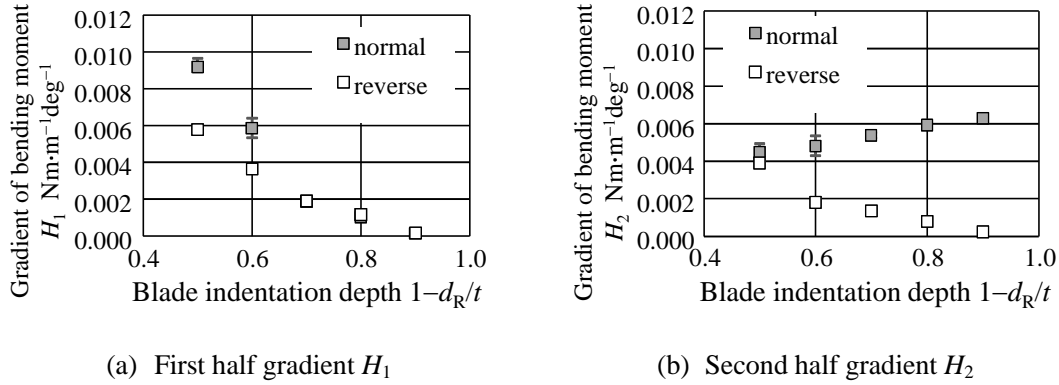 Gradient of bending moment
H₁ Nm·m⁻¹deg⁻¹
0.012
0.010
0.008
0.006
0.004
0.002
0.000
normal
reverse
0.4 0.6 0.8 1.0
Blade indentation depth 1−d_R/t
(a) First half gradient H₁
Gradient of bending moment
H₂ Nm·m⁻¹deg⁻¹
0.012
0.010
0.008
0.006
0.004
0.002
0.000
normal
reverse
0.4 0.6 0.8 1.0
Blade indentation depth 1−d_R/t
(b) Second half gradient H₂